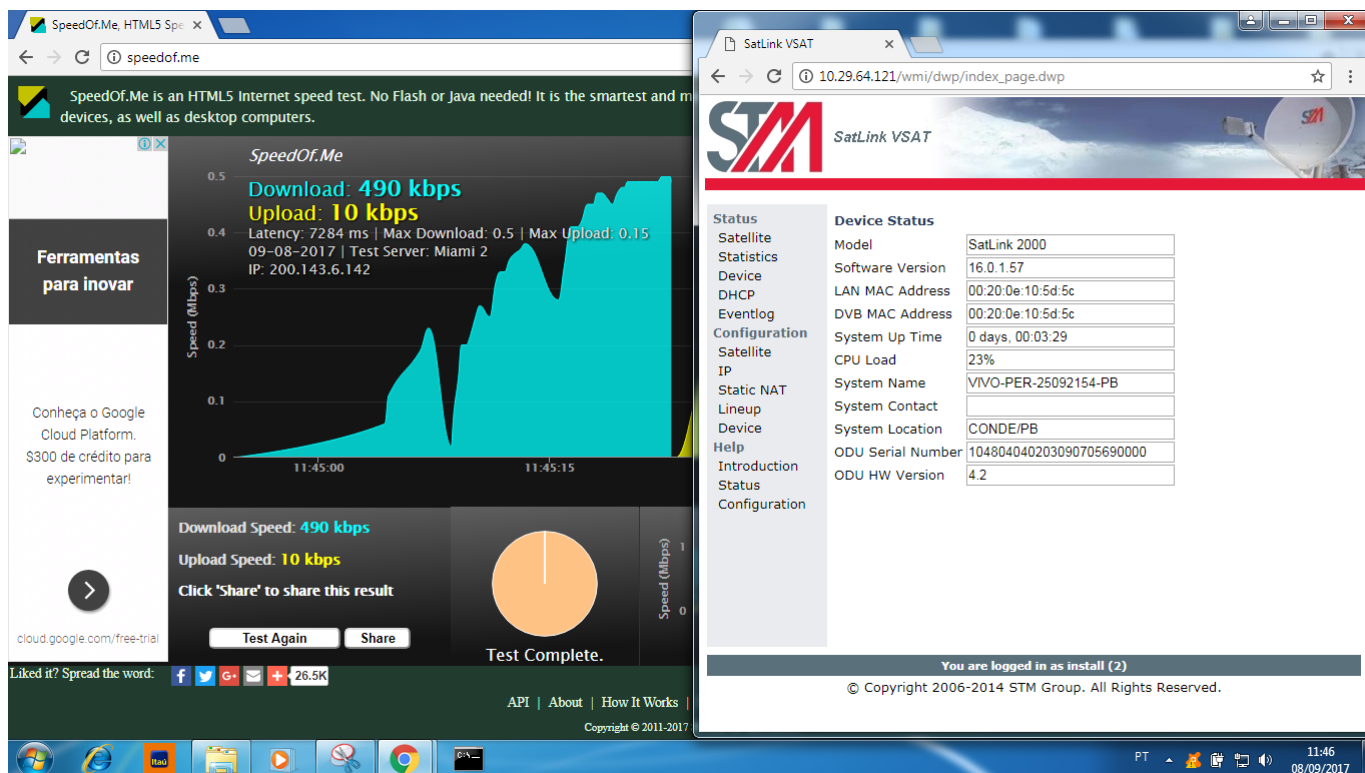 SpeedOf.Me, HTML5 Spe
speedof.me
SpeedOf.Me is an HTML5 Internet speed test. No Flash or Java needed! It is the smartest and m
devices, as well as desktop computers.
Ferramentas
para inovar
Conheça o Google
Cloud Platform.
$300 de crédito para
experimentar!
cloud.google.com/free-trial
SpeedOf.Me
Download: 490 kbps
Upload: 10 kbps
Latency: 7284 ms | Max Download: 0.5 | Max Upload: 0.15
09-08-2017 | Test Server: Miami 2
IP: 200.143.6.142
Speed (Mbps)
0.5
0.4
0.3
0.2
0.1
0
11:45:00
11:45:15
Download Speed: 490 kbps
Upload Speed: 10 kbps
Click 'Share' to share this result
Test Again
Share
Test Complete.
Speed (Mbps)
1
0
Liked it? Spread the word:
26.5K
API | About | How It Works |
Copyright © 2011-2017
SatLink VSAT
10.29.64.121/wmi/dwp/index_page.dwp
STM
SatLink VSAT
STM
Status
Satellite
Statistics
Device
DHCP
Eventlog
Configuration
Satellite
IP
Static NAT
Lineup
Device
Help
Introduction
Status
Configuration
Device Status
Model SatLink 2000
Software Version 16.0.1.57
LAN MAC Address 00:20:0e:10:5d:5c
DVB MAC Address 00:20:0e:10:5d:5c
System Up Time 0 days, 00:03:29
CPU Load 23%
System Name VIVO-PER-25092154-PB
System Contact
System Location CONDE/PB
ODU Serial Number 104804040203090705690000
ODU HW Version 4.2
You are logged in as install (2)
© Copyright 2006-2014 STM Group. All Rights Reserved.
Itaú
C:\_
PT
11:46
08/09/2017